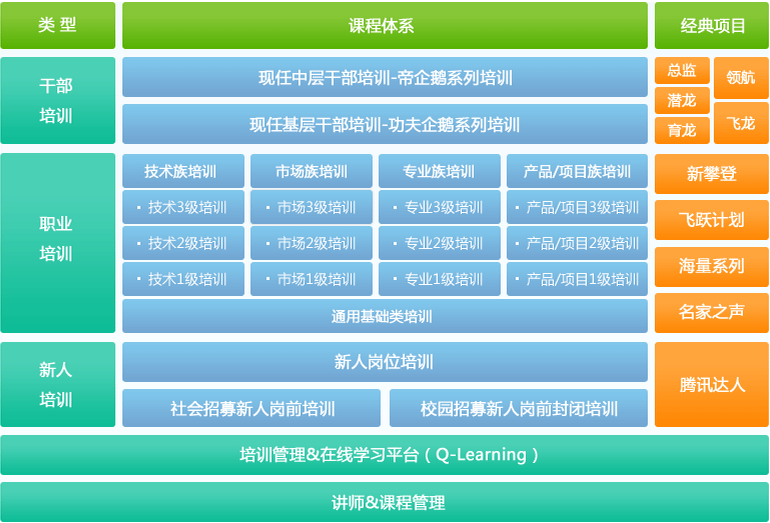 类 型
课程体系
经典项目
干部
培训
现任中层干部培训-帝企鹅系列培训
现任基层干部培训-功夫企鹅系列培训
总监
领航
潜龙
飞龙
育龙
职业
培训
技术族培训
市场族培训
专业族培训
产品/项目族培训
· 技术3级培训
· 市场3级培训
· 专业3级培训
· 产品/项目3级培训
· 技术2级培训
· 市场2级培训
· 专业2级培训
· 产品/项目2级培训
· 技术1级培训
· 市场1级培训
· 专业1级培训
· 产品/项目1级培训
通用基础类培训
新攀登
飞跃计划
海量系列
名家之声
新人
培训
新人岗位培训
社会招募新人岗前培训
校园招募新人岗前封闭培训
腾讯达人
培训管理&在线学习平台（Q-Learning）
讲师&课程管理